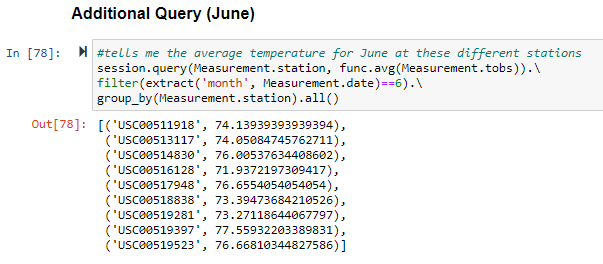 Additional Query (June)
In [78]: #tells me the average temperature for June at these different stations
session.query(Measurement.station, func.avg(Measurement.tobs)).\
filter(extract('month', Measurement.date)==6).\
group_by(Measurement.station).all()
Out[78]: [('USC00511918', 74.13939393939394),
('USC00513117', 74.05084745762711),
('USC00514830', 76.00537634408602),
('USC00516128', 71.9372197309417),
('USC00517948', 76.6554054054054),
('USC00518838', 73.39473684210526),
('USC00519281', 73.27118644067797),
('USC00519397', 77.55932203389831),
('USC00519523', 76.66810344827586)]